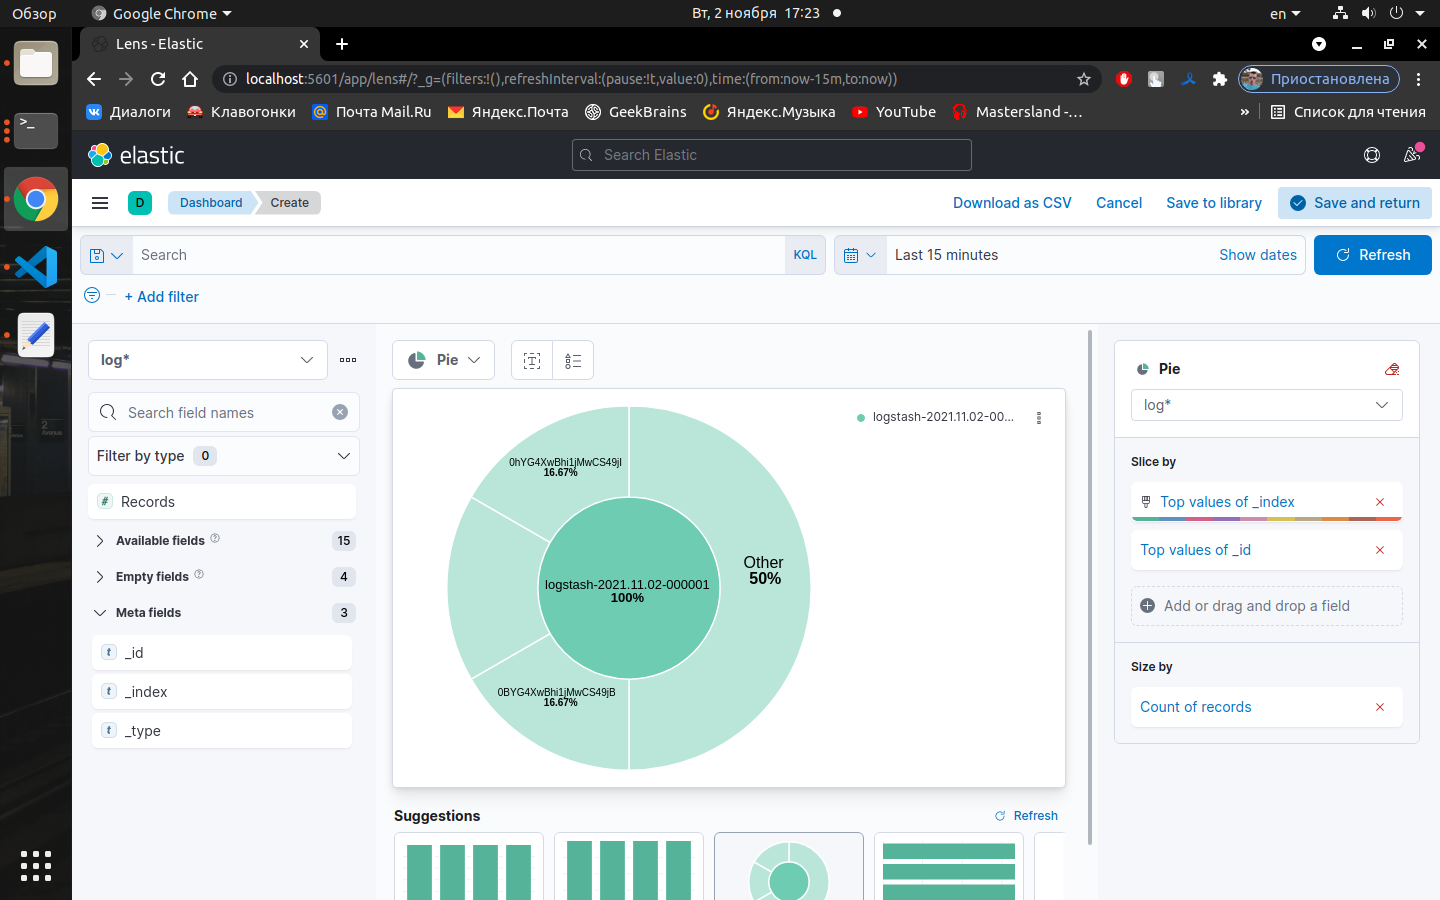 Обзор
Google Chrome
Вт, 2 ноября 17:23
en
Lens - Elastic
localhost:5601/app/lens#/?_g=(filters:!(),refreshInterval:(pause:!t,value:0),time:(from:now-15m,to:now))
Приостановлена
Диалоги
Клавогонки
Почта Mail.Ru
Яндекс.Почта
GeekBrains
Яндекс.Музыка
YouTube
Mastersland -…
»
Список для чтения
elastic
Search Elastic
D
Dashboard
Create
Download as CSV
Cancel
Save to library
Save and return
Search
KQL
Last 15 minutes
Show dates
Refresh
+ Add filter
log*
Search field names
Filter by type 0
# Records
Available fields 15
Empty fields 4
Meta fields 3
t _id
t _index
t _type
Pie
logstash-2021.11.02-00...
0hYG4XwBhi1jMwCS49jI
16.67%
Other
50%
logstash-2021.11.02-000001
100%
0BYG4XwBhi1jMwCS49jB
16.67%
Suggestions
Refresh
Pie
log*
Slice by
Top values of _index
Top values of _id
Add or drag and drop a field
Size by
Count of records